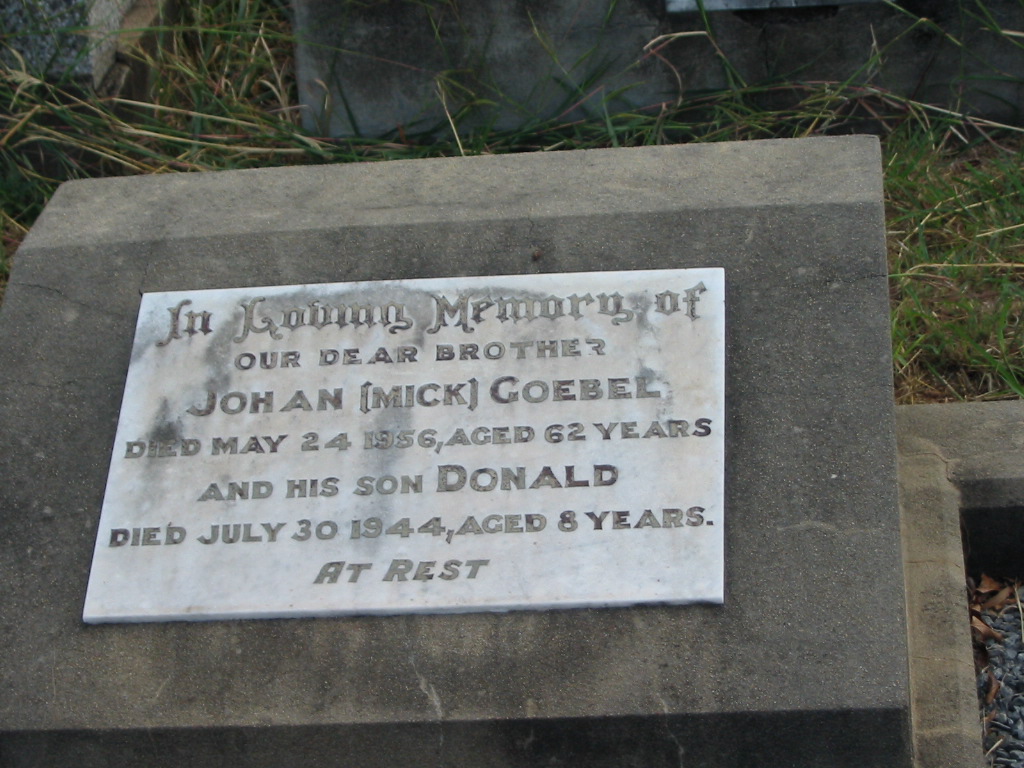 In Loving Memory of
OUR DEAR BROTHER
JOHAN (MICK) GOEBEL
DIED MAY 24 1956, AGED 62 YEARS
AND HIS SON DONALD
DIED JULY 30 1944, AGED 8 YEARS.
AT REST